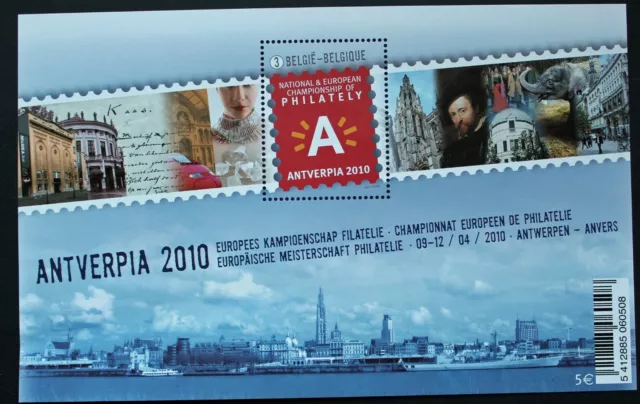 3 BELGIË-BELGIQUE
NATIONAL & EUROPEAN
CHAMPIONSHIP OF
PHILATELY
A
ANTVERPIA 2010
ANTVERPIA 2010
EUROPEES KAMPIOENSCHAP FILATELIE · CHAMPIONNAT EUROPEEN DE PHILATELIE
EUROPÄISCHE MEISTERSCHAFT PHILATELIE · 09-12 / 04 / 2010 · ANTWERPEN - ANVERS
5€
5 412885 060508